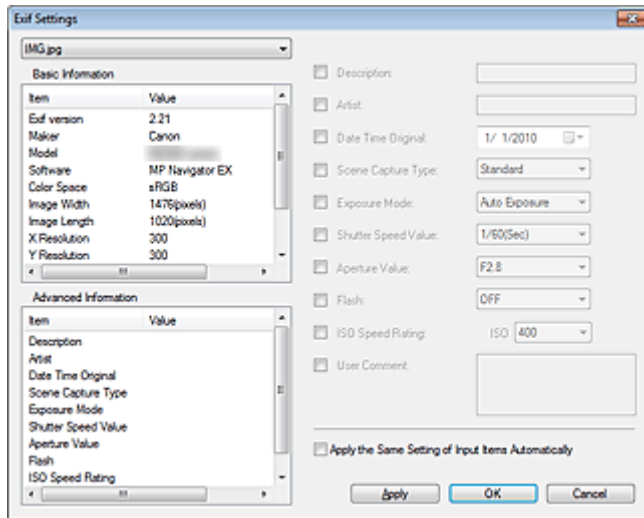 Exif Settings
IMG.jpg
Basic Information
Item Value
Exif version 2.21
Maker Canon
Model
Software MP Navigator EX
Color Space sRGB
Image Width 1476(pixels)
Image Length 1020(pixels)
X Resolution 300
Y Resolution 300
Advanced Information
Item Value
Description
Artist
Date Time Original
Scene Capture Type
Exposure Mode
Shutter Speed Value
Aperture Value
Flash
ISO Speed Rating
Description:
Artist:
Date Time Original: 1/ 1/2010
Scene Capture Type: Standard
Exposure Mode: Auto Exposure
Shutter Speed Value: 1/60(Sec)
Aperture Value: F2.8
Flash: OFF
ISO Speed Rating: ISO 400
User Comment:
Apply the Same Setting of Input Items Automatically
Apply OK Cancel